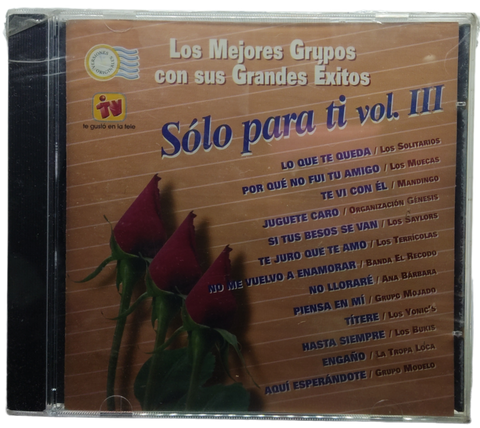 Los Mejores Grupos
con sus Grandes Éxitos
iTV
te gusta en la tele
Sólo para ti vol. III
LO QUE TE QUEDA / LOS SOLITARIOS
POR QUÉ NO FUI TU AMIGO / LOS MUECAS
TE VI CON ÉL / MANDINGO
JUGUETE CARO / ORGANIZACIÓN GÉNESIS
SI TUS BESOS SE VAN / LOS SAYLORS
TE JURO QUE TE AMO / LOS TERRÍCOLAS
NO ME VUELVO A ENAMORAR / BANDA EL RECODO
NO LLORARÉ / ANA BÁRBARA
PIENSA EN MÍ / GRUPO MOJADO
TÍTERE / LOS YONIC'S
HASTA SIEMPRE / LOS BUKIS
ENGAÑO / LA TROPA LOCA
AQUÍ ESPERÁNDOTE / GRUPO MODELO